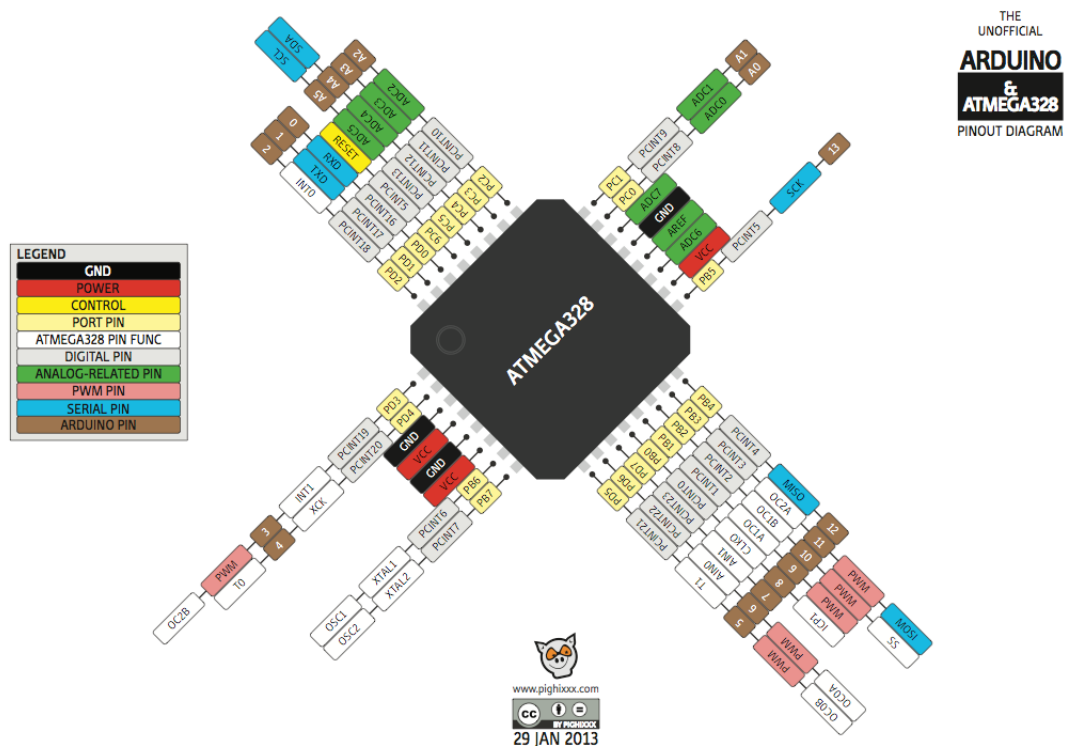 THE
UNOFFICIAL
ARDUINO
&
ATMEGA328
PINOUT DIAGRAM
SDA
SCL
A2
A3
A4
A5
ADC2
ADC3
ADC4
ADC5
RESET
0
1
2
RXD
TXD
INT0
PCINT10
PCINT11
PCINT12
PCINT13
PCINT5
PCINT16
PCINT17
PCINT18
PC2
PC3
PC4
PC5
PC6
PD0
PD1
PD2
A1
A0
ADC1
ADC0
PCINT9
PCINT8
PC1
PC0
ADC7
GND
AREF
ADC6
VCC
PB5
PCINT5
SCK
13
LEGEND
GND
POWER
CONTROL
PORT PIN
ATMEGA328 PIN FUNC
DIGITAL PIN
ANALOG-RELATED PIN
PWM PIN
SERIAL PIN
ARDUINO PIN
ATMEGA328
PD3
PD4
GND
VCC
GND
VCC
PB6
PB7
PCINT19
PCINT20
PCINT6
PCINT7
INT1
XCK
XTAL1
XTAL2
3
4
PWM
T0
OC2B
OSC1
OSC2
PB4
PB3
PB2
PB1
PB0
PD7
PD6
PD5
PCINT4
PCINT3
PCINT2
PCINT1
PCINT0
PCINT23
PCINT22
PCINT21
MISO
OC2A
OC1B
OC1A
CLK0
AIN1
AIN0
T1
12
11
10
9
8
7
6
5
PWM
PWM
PWM
ICP1
MOSI
SS
PWM
PWM
OC0A
OC0B
www.pighixxx.com
cc
BY PIGHIXXX
29 JAN 2013